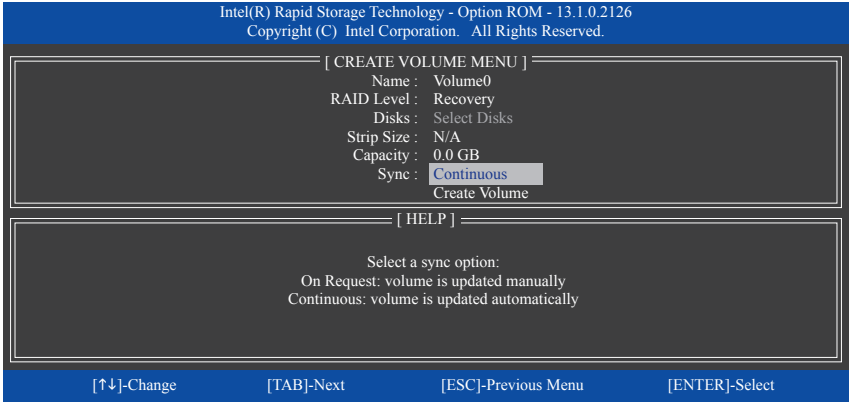 Intel(R) Rapid Storage Technology - Option ROM - 13.1.0.2126
Copyright (C) Intel Corporation. All Rights Reserved.
[ CREATE VOLUME MENU ]
Name : Volume0
RAID Level : Recovery
Disks : Select Disks
Strip Size : N/A
Capacity : 0.0 GB
Sync : Continuous
Create Volume
[ HELP ]
Select a sync option:
On Request: volume is updated manually
Continuous: volume is updated automatically
[↑↓]-Change [TAB]-Next [ESC]-Previous Menu [ENTER]-Select